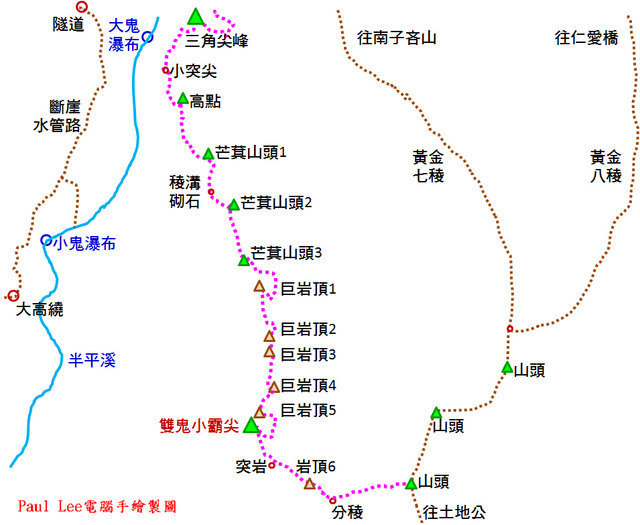 隧道
大鬼
瀑布
三角尖峰
往南子吝山
往仁愛橋
小突尖
高點
斷崖
水管路
芒萁山頭1
黃金
七稜
黃金
八稜
稜溝
砌石
芒萁山頭2
小鬼瀑布
芒萁山頭3
巨岩頂1
大高繞
巨岩頂2
巨岩頂3
半平溪
山頭
巨岩頂4
巨岩頂5
雙鬼小霸尖
山頭
突岩
岩頂6
山頭
Paul Lee電腦手繪製圖
分稜
往土地公